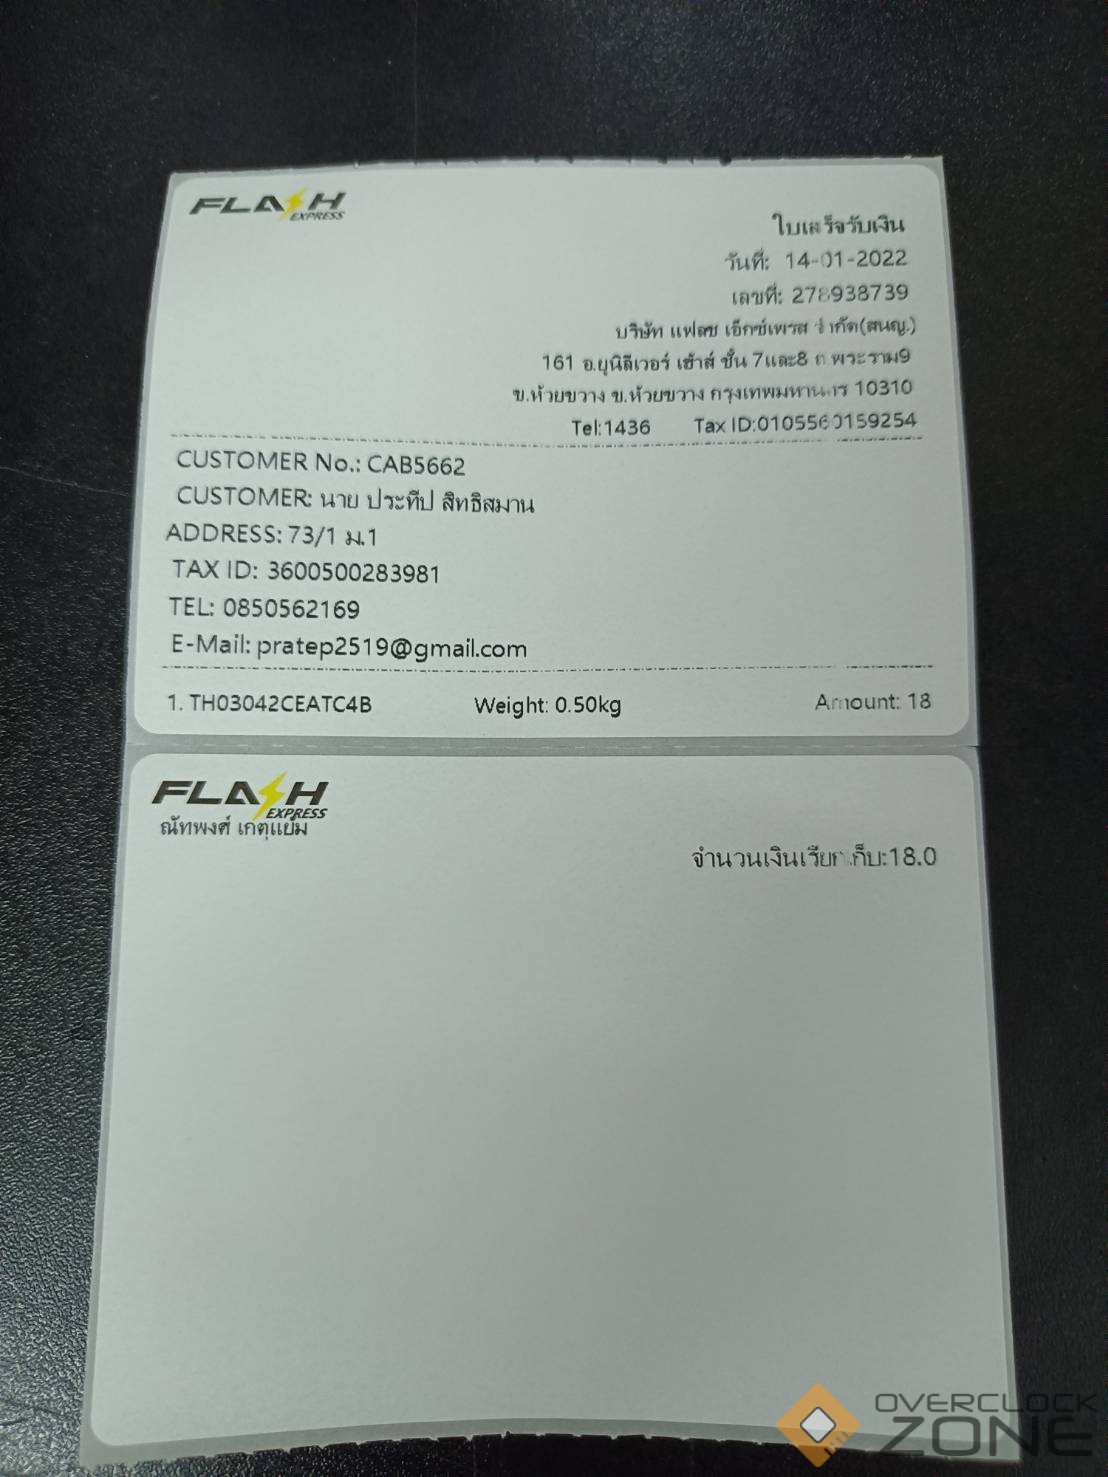 FLASH EXPRESS
ใบเสร็จรับเงิน
วันที่: 14-01-2022
เลขที่: 278938739
บริษัท แฟลช เอ็กซ์เพรส จำกัด(สนญ.)
161 อ.ยูนิลีเวอร์ เฮ้าส์ ชั้น 7และ8 ถ พระราม9
ข.ห้วยขวาง ข.ห้วยขวาง กรุงเทพมหานคร 10310
Tel:1436 Tax ID:0105560159254
CUSTOMER No.: CAB5662
CUSTOMER: นาย ประทีป สิทธิสมาน
ADDRESS: 73/1 ม.1
TAX ID: 3600500283981
TEL: 0850562169
E-Mail: pratep2519@gmail.com
1. TH03042CEATC4B Weight: 0.50kg Amount: 18
FLASH EXPRESS
ณัทพงศ์ เกตุแย้ม
จำนวนเงินเรียกเก็บ:18.0
OVERCLOCK
ZONE